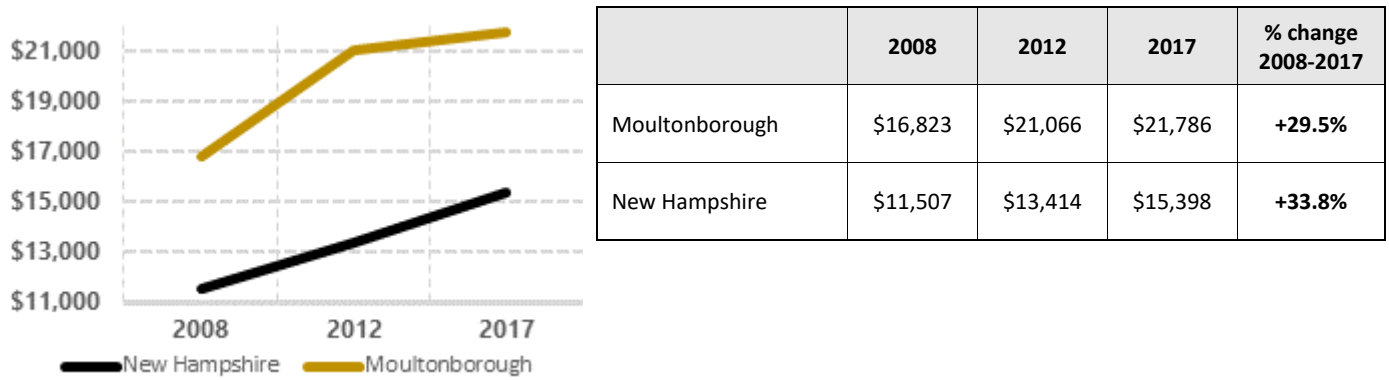 $21,000
$19,000
$17,000
$15,000
$13,000
$11,000
2008 2012 2017
New Hampshire Moultonborough
2008 2012 2017 % change
2008-2017
Moultonborough $16,823 $21,066 $21,786 +29.5%
New Hampshire $11,507 $13,414 $15,398 +33.8%